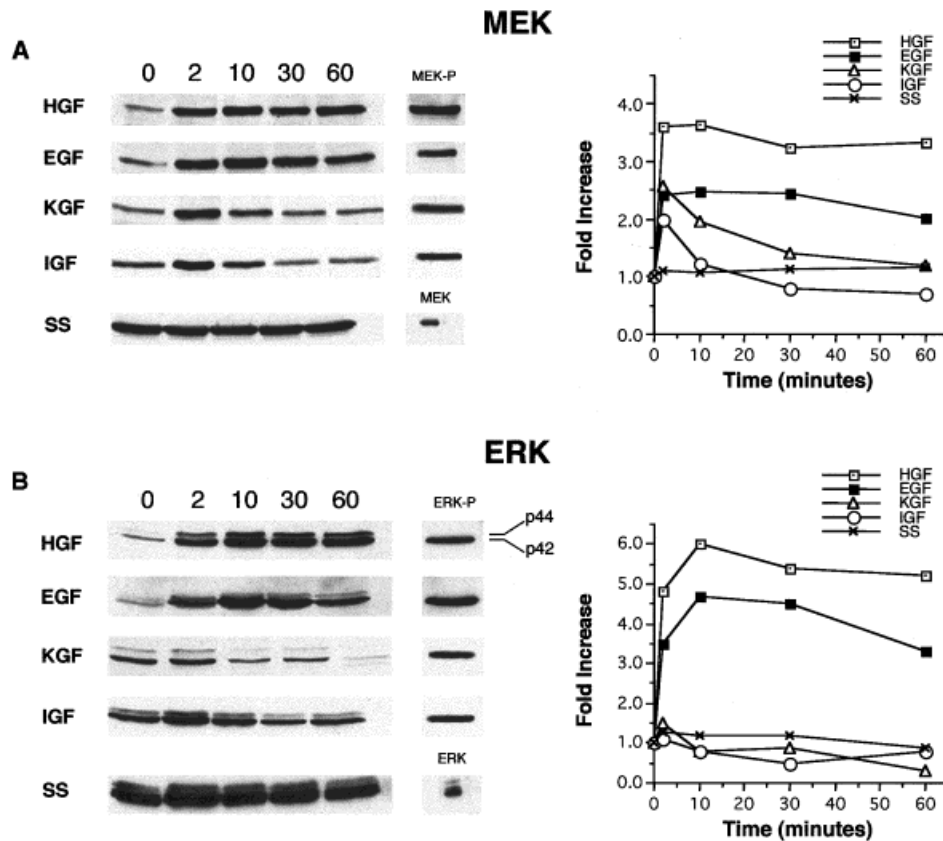 MEK
A
0 2 10 30 60 MEK-P
HGF
EGF
KGF
IGF
MEK
SS
HGF
EGF
KGF
IGF
SS
4.0
3.0
2.0
1.0
0.0
Fold Increase
0 10 20 30 40 50 60
Time (minutes)
ERK
B
0 2 10 30 60 ERK-P
p44
HGF
p42
EGF
KGF
IGF
ERK
SS
HGF
EGF
KGF
IGF
SS
6.0
5.0
4.0
3.0
2.0
1.0
0.0
Fold Increase
0 10 20 30 40 50 60
Time (minutes)